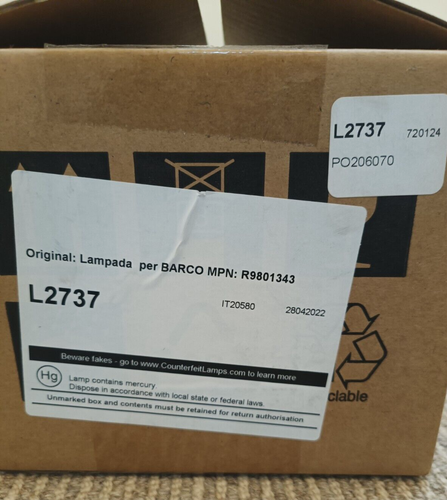 L2737 720124
PO206070
Original: Lampada per BARCO MPN: R9801343
L2737 IT20580 28042022
Beware fakes - go to www.CounterfeitLamps.com to learn more
Hg
Lamp contains mercury
Dispose in accordance with local state or federal laws
Unmarked box and contents must be retained for return authorisation
clable